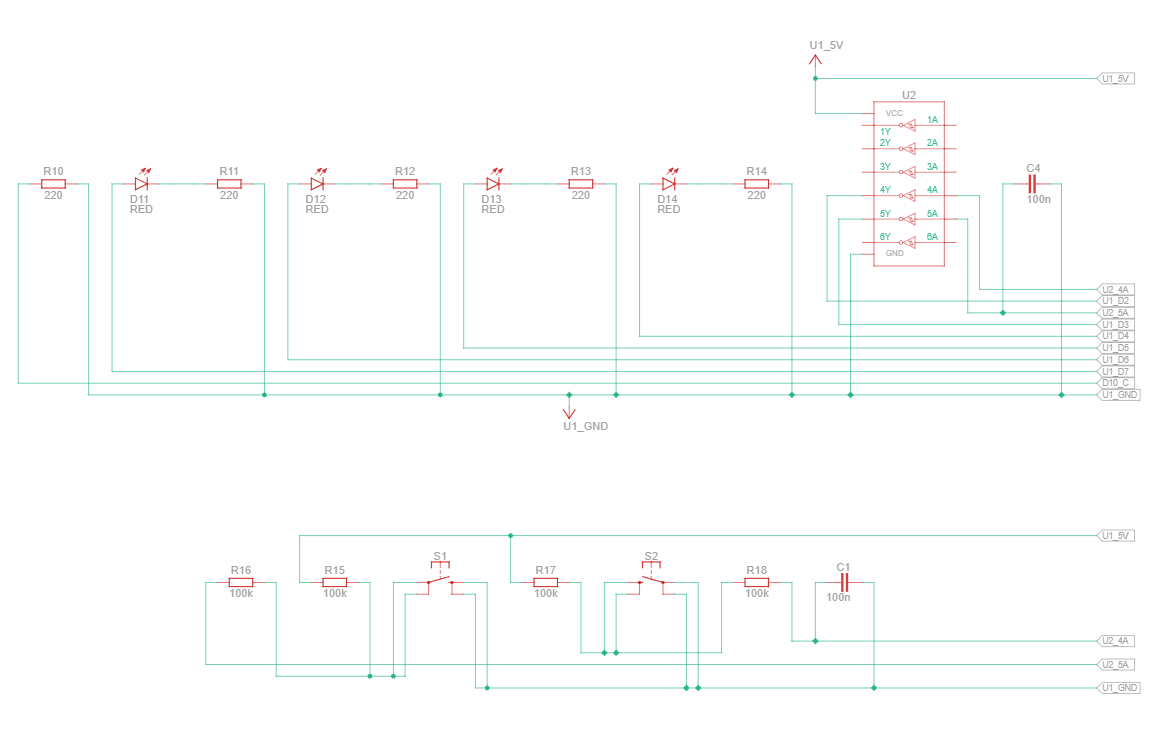 U1_5V
U1_5V
U2
VCC
1A
1Y
2Y
2A
3Y
3A
4Y
4A
5Y
5A
6Y
6A
GND
R10
220
D11
RED
R11
220
D12
RED
R12
220
D13
RED
R13
220
D14
RED
R14
220
C4
100n
U2_4A
U1_D2
U2_5A
U1_D3
U1_D4
U1_D5
U1_D6
U1_D7
D10_C
U1_GND
U1_GND
U1_5V
R16
100k
R15
100k
S1
R17
100k
S2
R18
100k
C1
100n
U2_4A
U2_5A
U1_GND